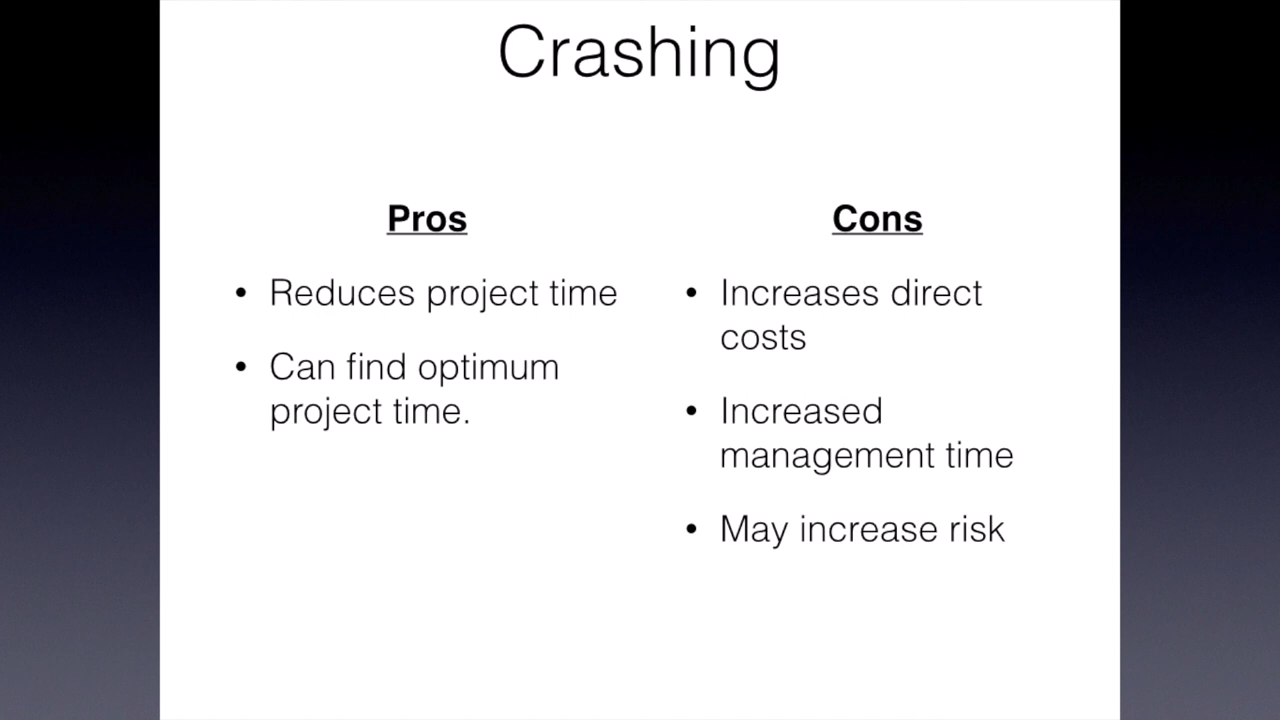 Crashing
Pros
• Reduces project time
• Can find optimum
project time.
Cons
• Increases direct
costs
• Increased
management time
• May increase risk